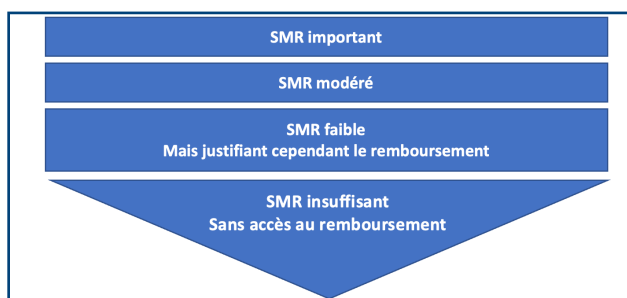 SMR important
SMR modéré
SMR faible
Mais justifiant cependant le remboursement
SMR insuffisant
Sans accès au remboursement